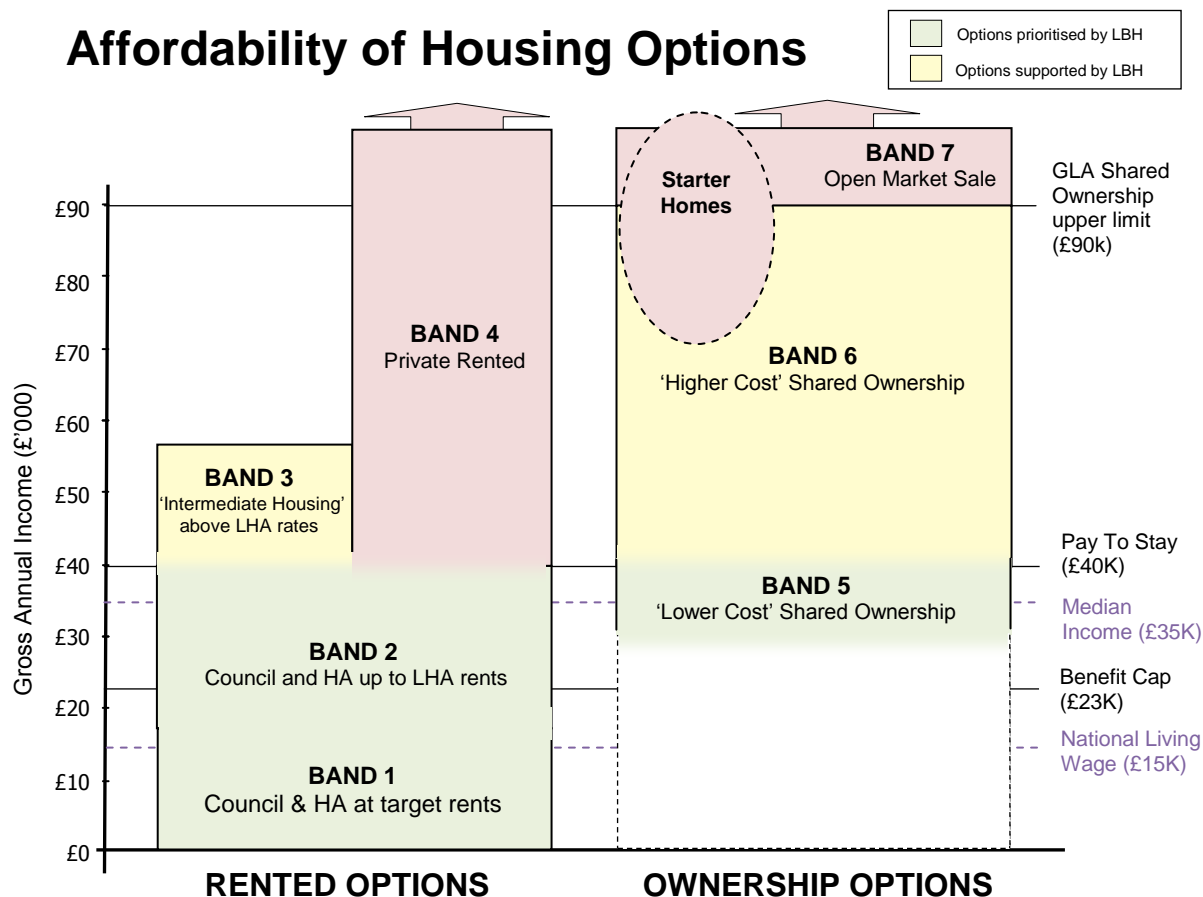 Affordability of Housing Options
Options prioritised by LBH
Options supported by LBH
Gross Annual Income (£’000)
£90
£80
£70
£60
£50
£40
£30
£20
£10
£0
BAND 4
Private Rented
BAND 3
‘Intermediate Housing’
above LHA rates
BAND 2
Council and HA up to LHA rents
BAND 1
Council & HA at target rents
RENTED OPTIONS
Starter
Homes
BAND 7
Open Market Sale
BAND 6
‘Higher Cost’ Shared Ownership
BAND 5
‘Lower Cost’ Shared Ownership
OWNERSHIP OPTIONS
GLA Shared
Ownership
upper limit
(£90k)
Pay To Stay
(£40K)
Median
Income (£35K)
Benefit Cap
(£23K)
National Living
Wage (£15K)